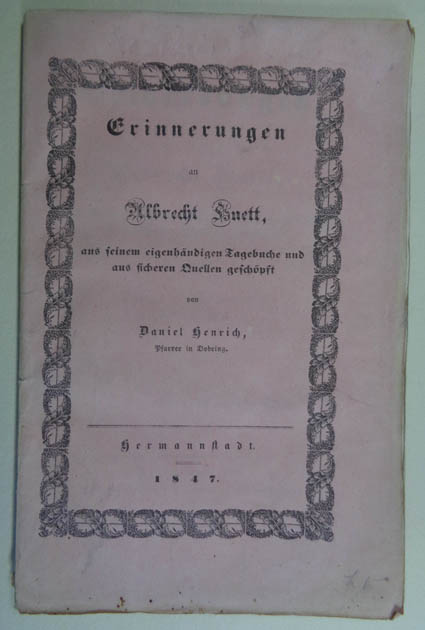 Erinnerungen
an
Albrecht Huett,
aus seinem eigenhändigen Tagebuche und
aus sicheren Quellen geschöpft
von
Daniel Henrich,
Pfarrer in Dobring.
Hermannstadt.
1847.